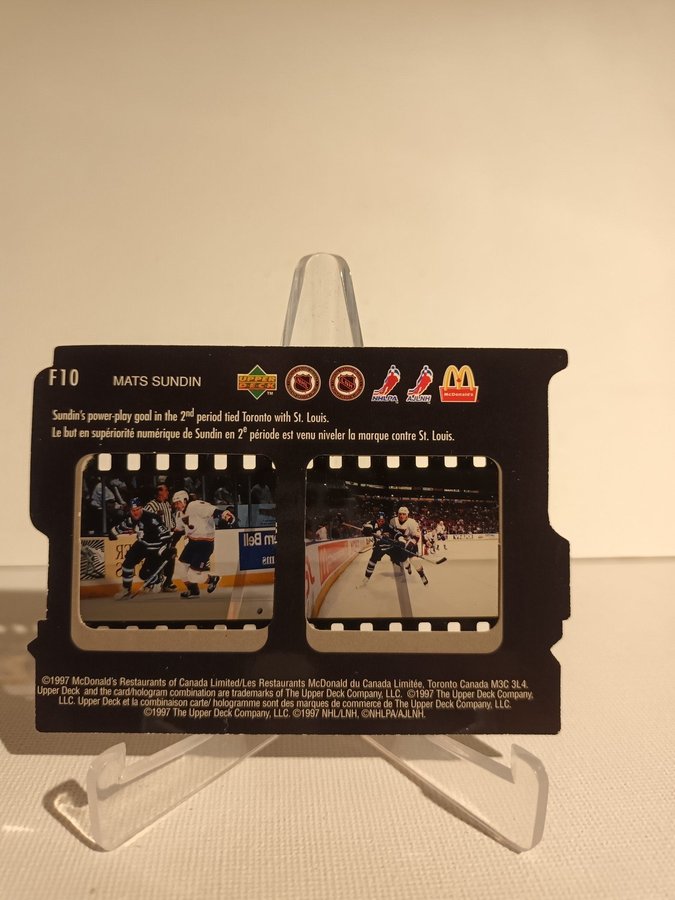 F10 MATS SUNDIN UPPER DECK TM NHLPA AJLNH McDonald's
Sundin's power-play goal in the 2nd period tied Toronto with St. Louis.
Le but en supériorité numérique de Sundin en 2e période est venu niveler la marque contre St. Louis.
©1997 McDonald's Restaurants of Canada Limited/Les Restaurants McDonald du Canada Limitée, Toronto Canada M3C 3L4.
Upper Deck and the card/hologram combination are trademarks of The Upper Deck Company, LLC. ©1997 The Upper Deck Company,
LLC. Upper Deck et la combinaison carte/ hologramme sont des marques de commerce de The Upper Deck Company, LLC.
©1997 The Upper Deck Company, LLC. ©1997 NHL/LNH. ©NHLPA/AJLNH.